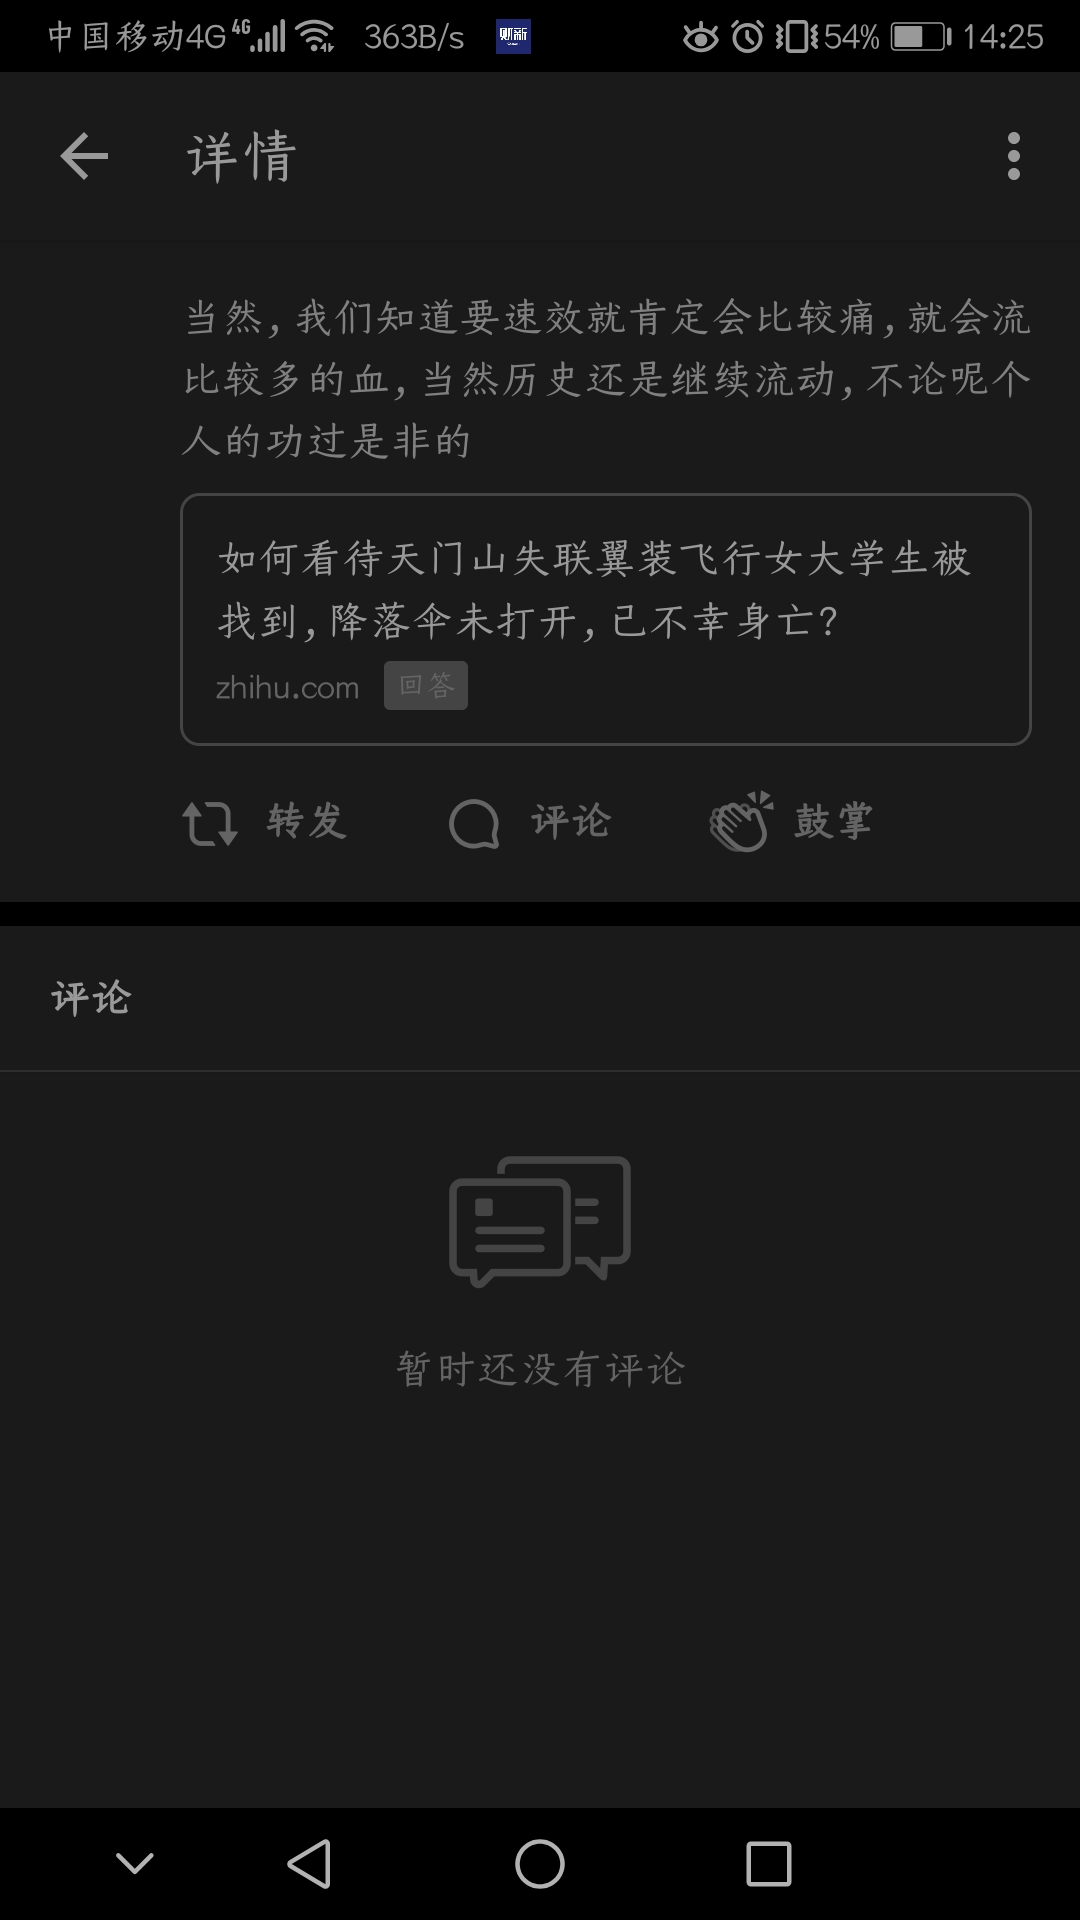 中国移动4G 4G 363B/s 财新 54% 14:25
详情
当然,我们知道要速效就肯定会比较痛,就会流
比较多的血,当然历史还是继续流动,不论呢个
人的功过是非的
如何看待天门山失联翼装飞行女大学生被
找到,降落伞未打开,已不幸身亡?
zhihu.com 回答
转发 评论 鼓掌
评论
暂时还没有评论